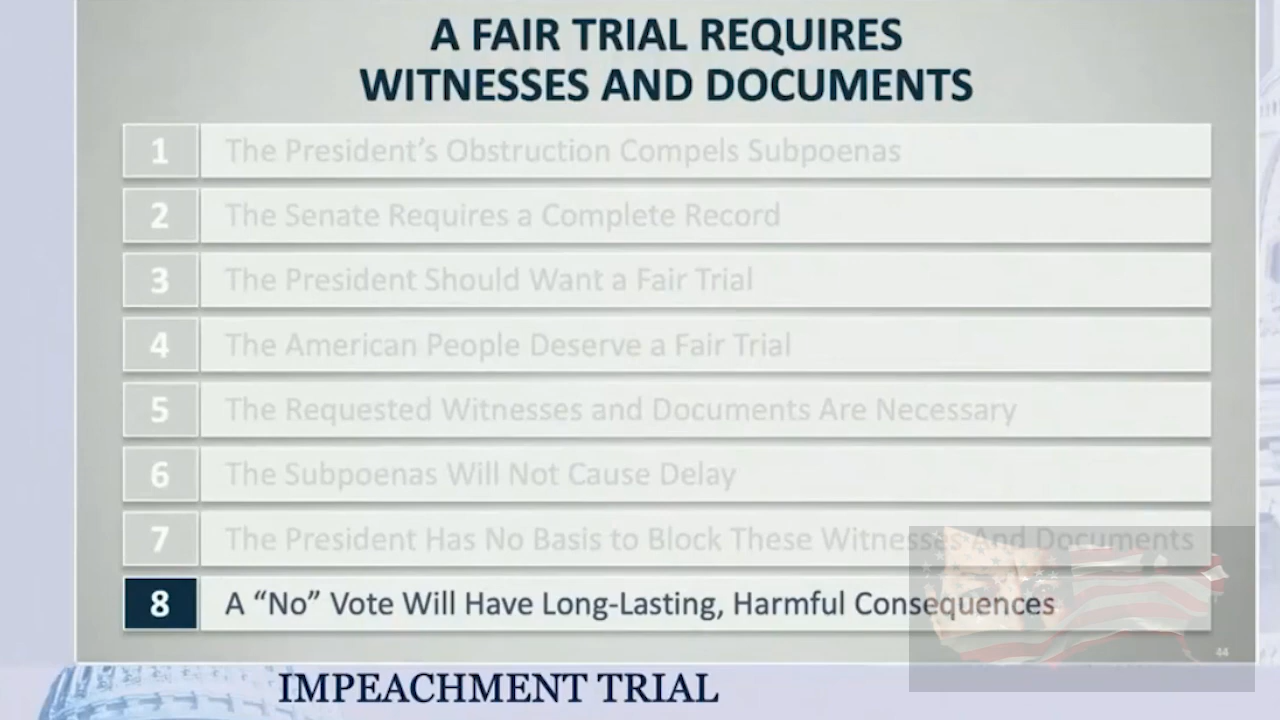 A FAIR TRIAL REQUIRES
WITNESSES AND DOCUMENTS
1 The President’s Obstruction Compels Subpoenas
2 The Senate Requires a Complete Record
3 The President Should Want a Fair Trial
4 The American People Deserve a Fair Trial
5 The Requested Witnesses and Documents Are Necessary
6 The Subpoenas Will Not Cause Delay
7 The President Has No Basis to Block These Witnesses And Documents
8 A “No” Vote Will Have Long-Lasting, Harmful Consequences
44
IMPEACHMENT TRIAL